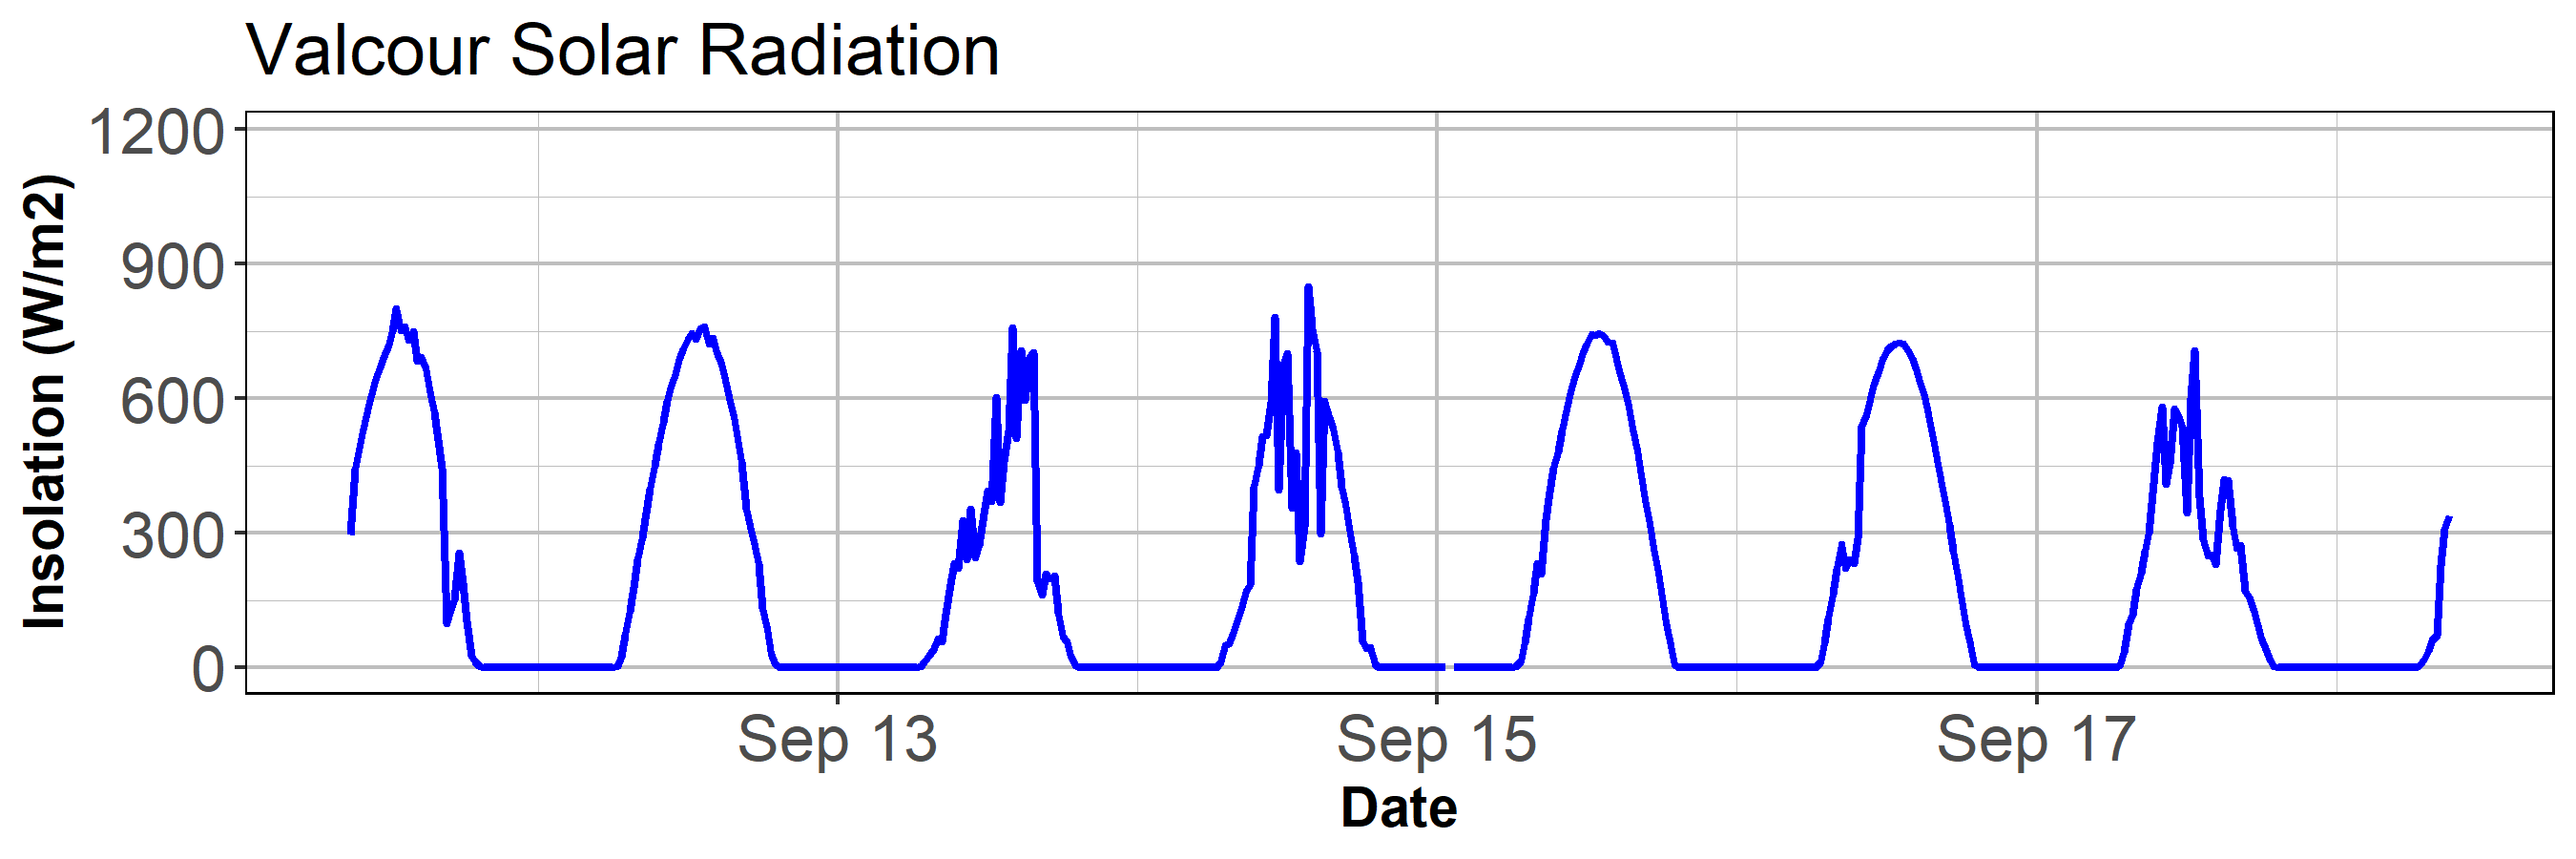 Valcour Solar Radiation
1200
900
600
300
0
Insolation (W/m2)
Sep 13
Sep 15
Sep 17
Date